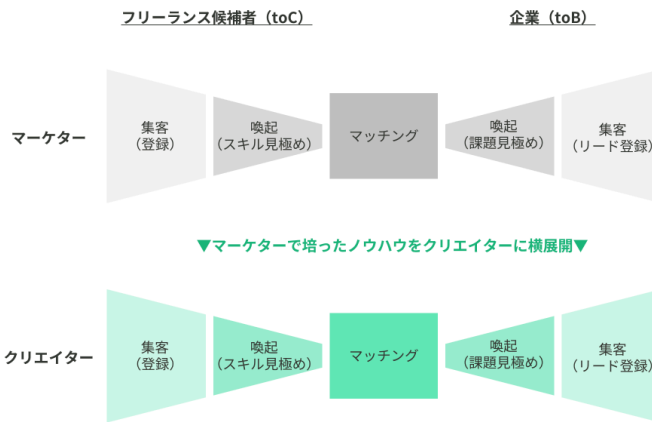 フリーランス候補者（toC）
企業（toB）
マーケター
集客
（登録）
喚起
（スキル見極め）
マッチング
喚起
（課題見極め）
集客
（リード登録）
▼マーケターで培ったノウハウをクリエイターに横展開▼
クリエイター
集客
（登録）
喚起
（スキル見極め）
マッチング
喚起
（課題見極め）
集客
（リード登録）